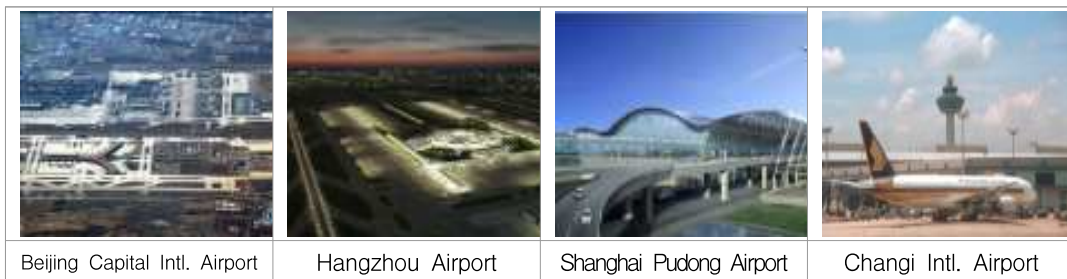 Beijing Capital Intl. Airport
Hangzhou Airport
Shanghai Pudong Airport
Changi Intl. Airport